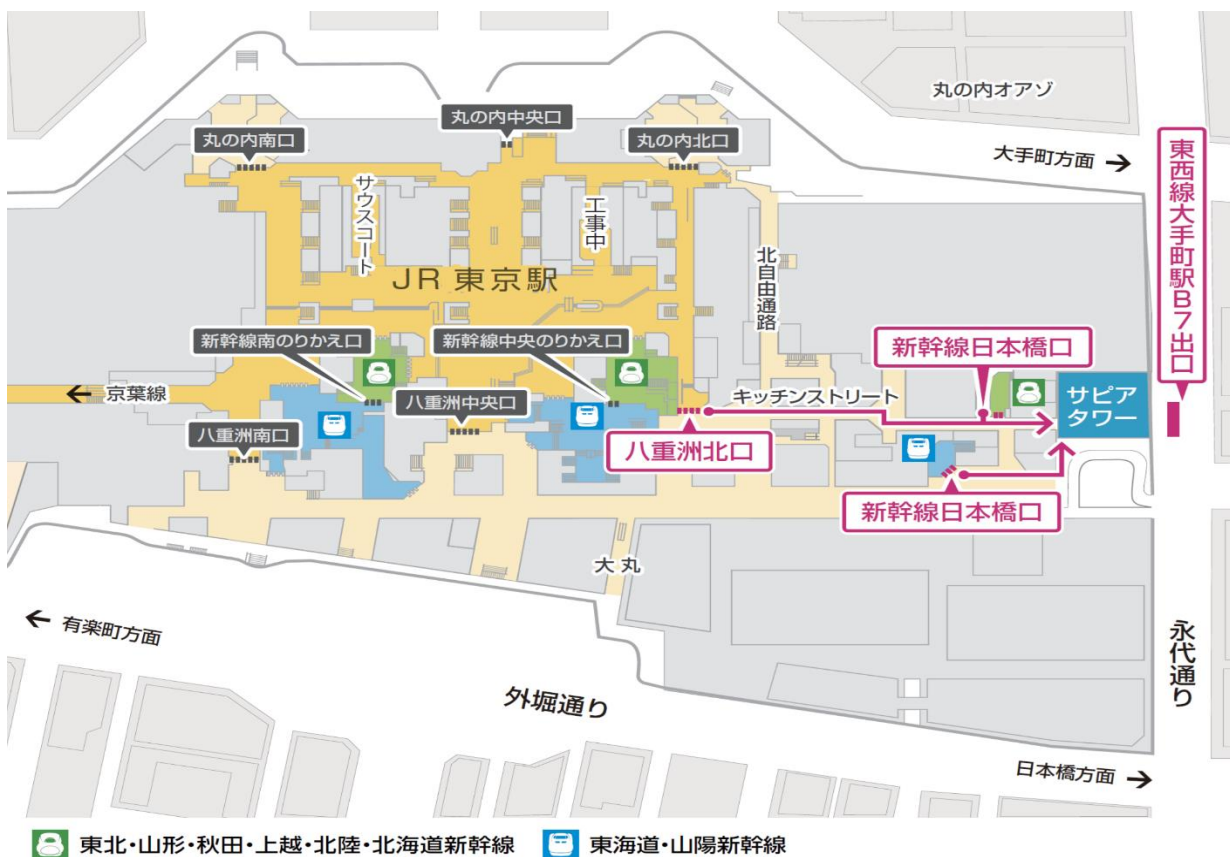 丸の内オアゾ
丸の内中央口
丸の内南口
丸の内北口
大手町方面 →
東西線大手町駅B7出口
サウスコート
工事中
北自由通路
JR 東京駅
新幹線南のりかえ口
新幹線中央のりかえ口
新幹線日本橋口
← 京葉線
八重洲中央口
キッチンストリート
サピア
タワー
八重洲南口
八重洲北口
新幹線日本橋口
大丸
← 有楽町方面
永代通り
外堀通り
日本橋方面 →
東北・山形・秋田・上越・北陸・北海道新幹線
東海道・山陽新幹線